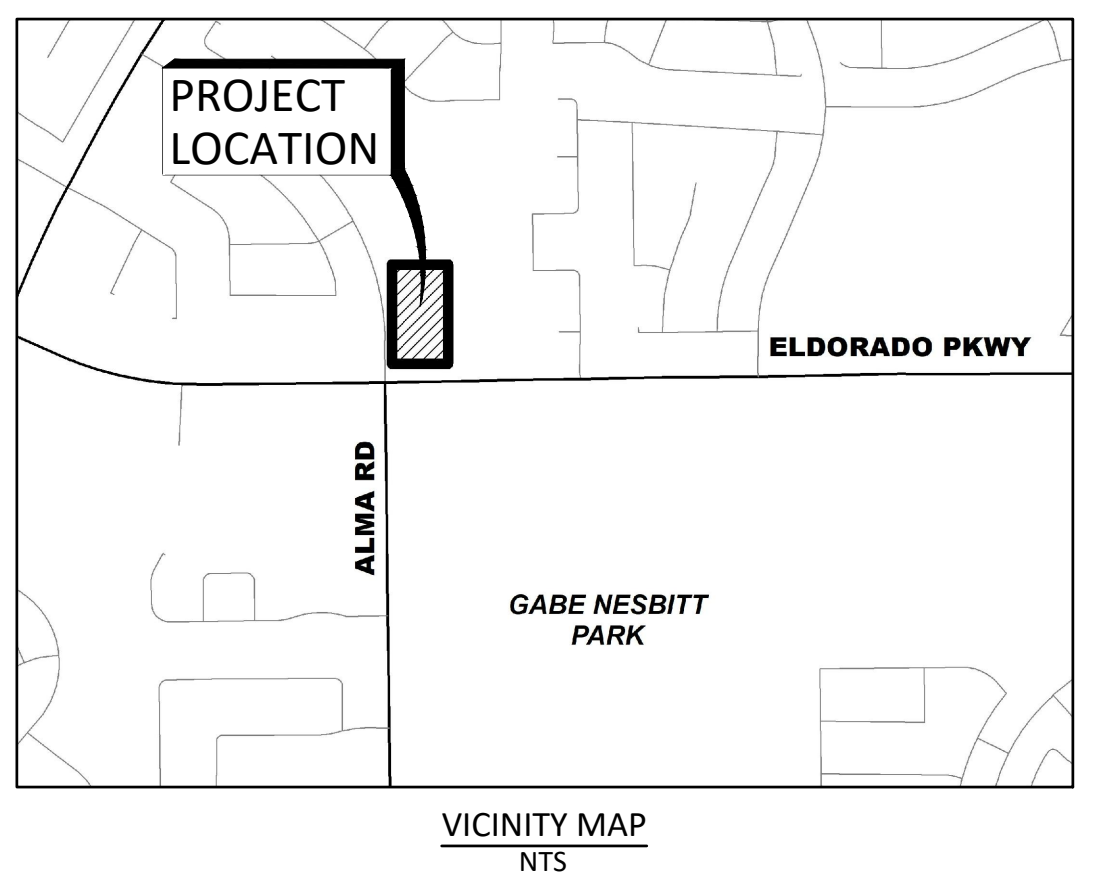 PROJECT
LOCATION
ELDORADO PKWY
ALMA RD
GABE NESBITT
PARK
VICINITY MAP
NTS